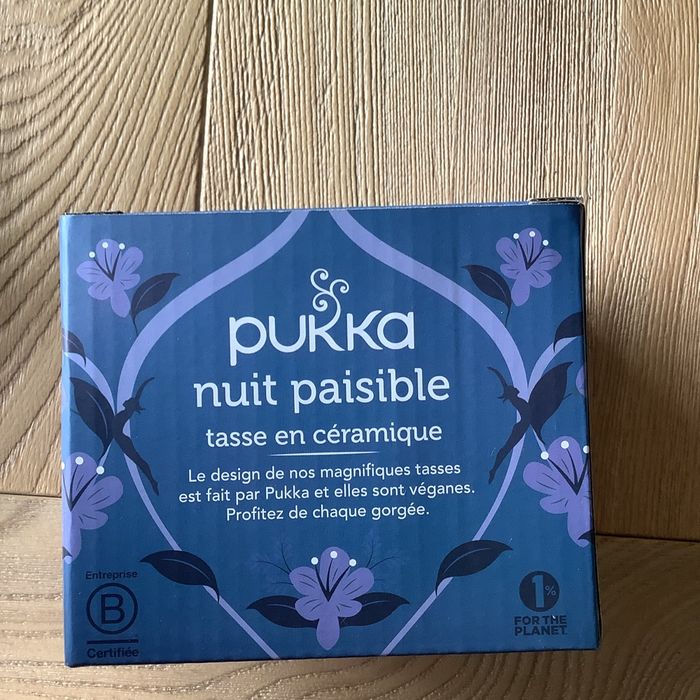 pukka
nuit paisible
tasse en céramique
Le design de nos magnifiques tasses
est fait par Pukka et elles sont véganes.
Profitez de chaque gorgée.
Entreprise
B
Certifiée
1%
FOR THE
PLANET